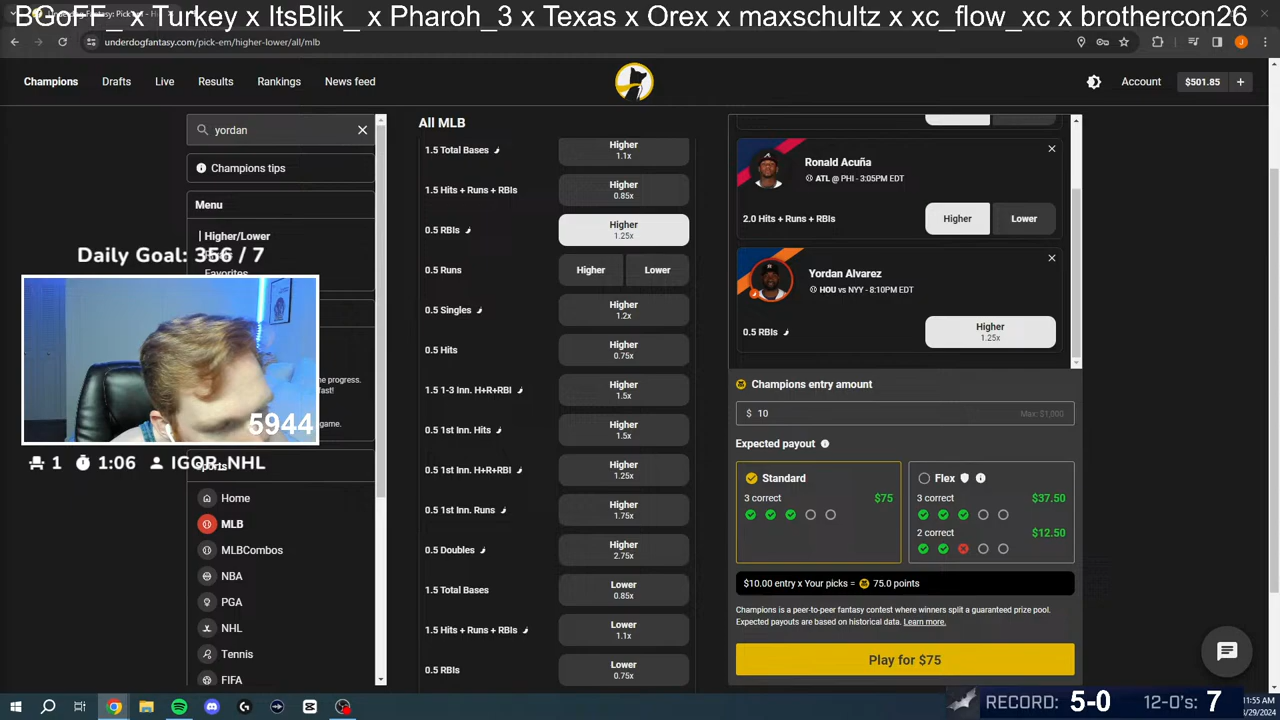 BGoFF_ x Turkey x ItsBlik_ x Pharoh_3 x Texas x Orex x maxschultz x xc_flow_xc x brothercon26
underdogfantasy.com/pick-em/higher-lower/all/mlb
Champions
Drafts
Live
Results
Rankings
News feed
Account
$501.85
+
yordan
Champions tips
Menu
Higher/Lower
Favorites
Daily Goal: 356 / 7
5944
1
1:06
IGOR_NHL
e progress.
fast!
game.
Home
MLB
MLBCombos
NBA
PGA
NHL
Tennis
FIFA
All MLB
1.5 Total Bases
Higher
1.1x
1.5 Hits + Runs + RBIs
Higher
0.85x
0.5 RBIs
Higher
1.25x
0.5 Runs
Higher
Lower
0.5 Singles
Higher
1.2x
0.5 Hits
Higher
0.75x
1.5 1-3 Inn. H+R+RBI
Higher
1.5x
0.5 1st Inn. Hits
Higher
1.5x
0.5 1st Inn. H+R+RBI
Higher
1.25x
0.5 1st Inn. Runs
Higher
1.75x
0.5 Doubles
Higher
2.75x
1.5 Total Bases
Lower
0.85x
1.5 Hits + Runs + RBIs
Lower
1.1x
0.5 RBIs
Lower
0.75x
Ronald Acuña
ATL @ PHI - 3:05PM EDT
2.0 Hits + Runs + RBIs
Higher
Lower
Yordan Alvarez
HOU vs NYY - 8:10PM EDT
0.5 RBIs
Higher
1.25x
Champions entry amount
$ 10
Max: $1,000
Expected payout
Standard
3 correct
$75
Flex
3 correct
$37.50
2 correct
$12.50
$10.00 entry x Your picks = 75.0 points
Champions is a peer-to-peer fantasy contest where winners split a guaranteed prize pool.
Expected payouts are based on historical data. Learn more.
Play for $75
RECORD: 5-0 12-0's: 7
11:55 AM
/29/2024